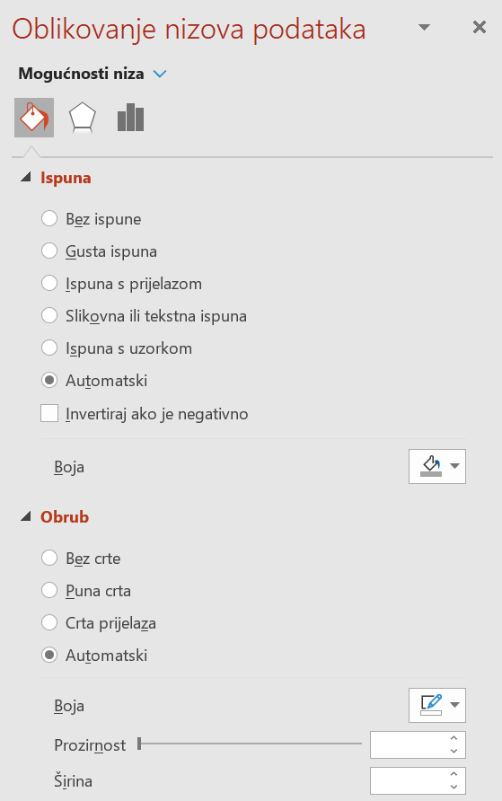 Oblikovanje nizova podataka
Mogućnosti niza
Ispuna
Bez ispune
Gusta ispuna
Ispuna s prijelazom
Slikovna ili tekstna ispuna
Ispuna s uzorkom
Automatski
Invertiraj ako je negativno
Boja
Obrub
Bez crte
Puna crta
Crta prijelaza
Automatski
Boja
Prozirnost
Širina